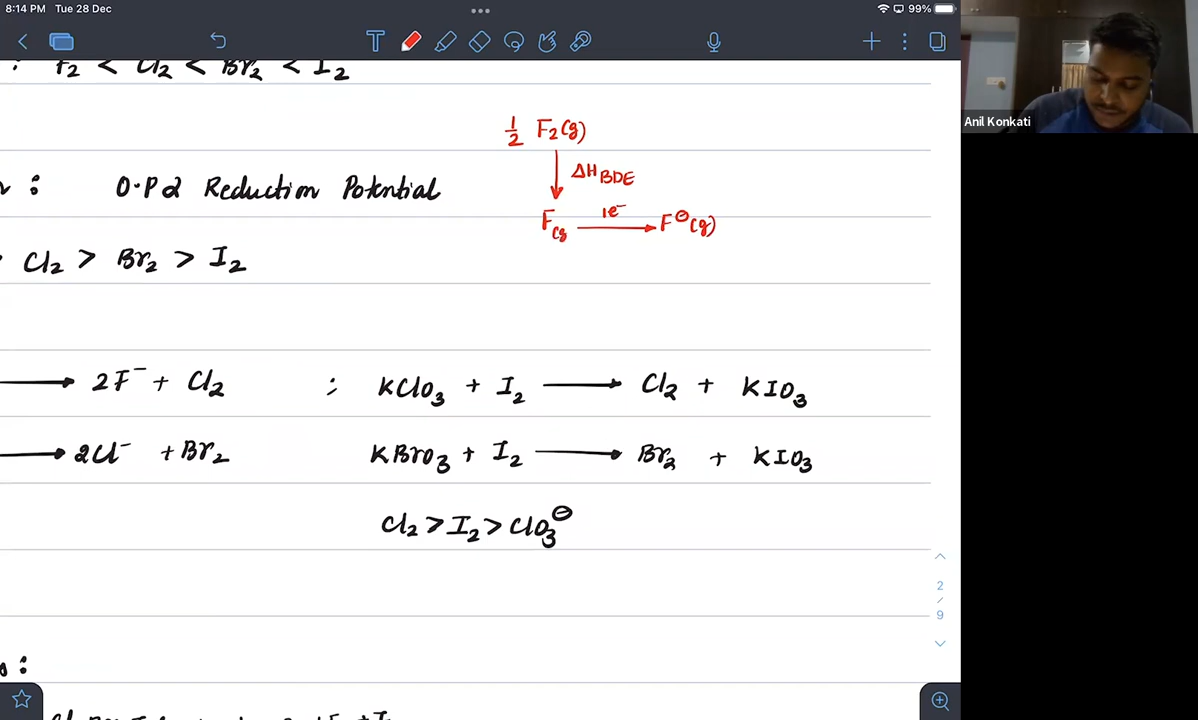 8:14 PM Tue 28 Dec 99%
: F₂ < Cl₂ < Br₂ < I₂
½ F₂(g)
ΔH BDE
: O.P α Reduction Potential
F(g) 1e⁻ → F⊖(g)
Cl₂ > Br₂ > I₂
→ 2F⁻ + Cl₂ ; KClO₃ + I₂ → Cl₂ + KIO₃
→ 2Cl⁻ + Br₂ KBrO₃ + I₂ → Br₂ + KIO₃
Cl₂ > I₂ > ClO₃⊖
2
/
9
Anil Konkati